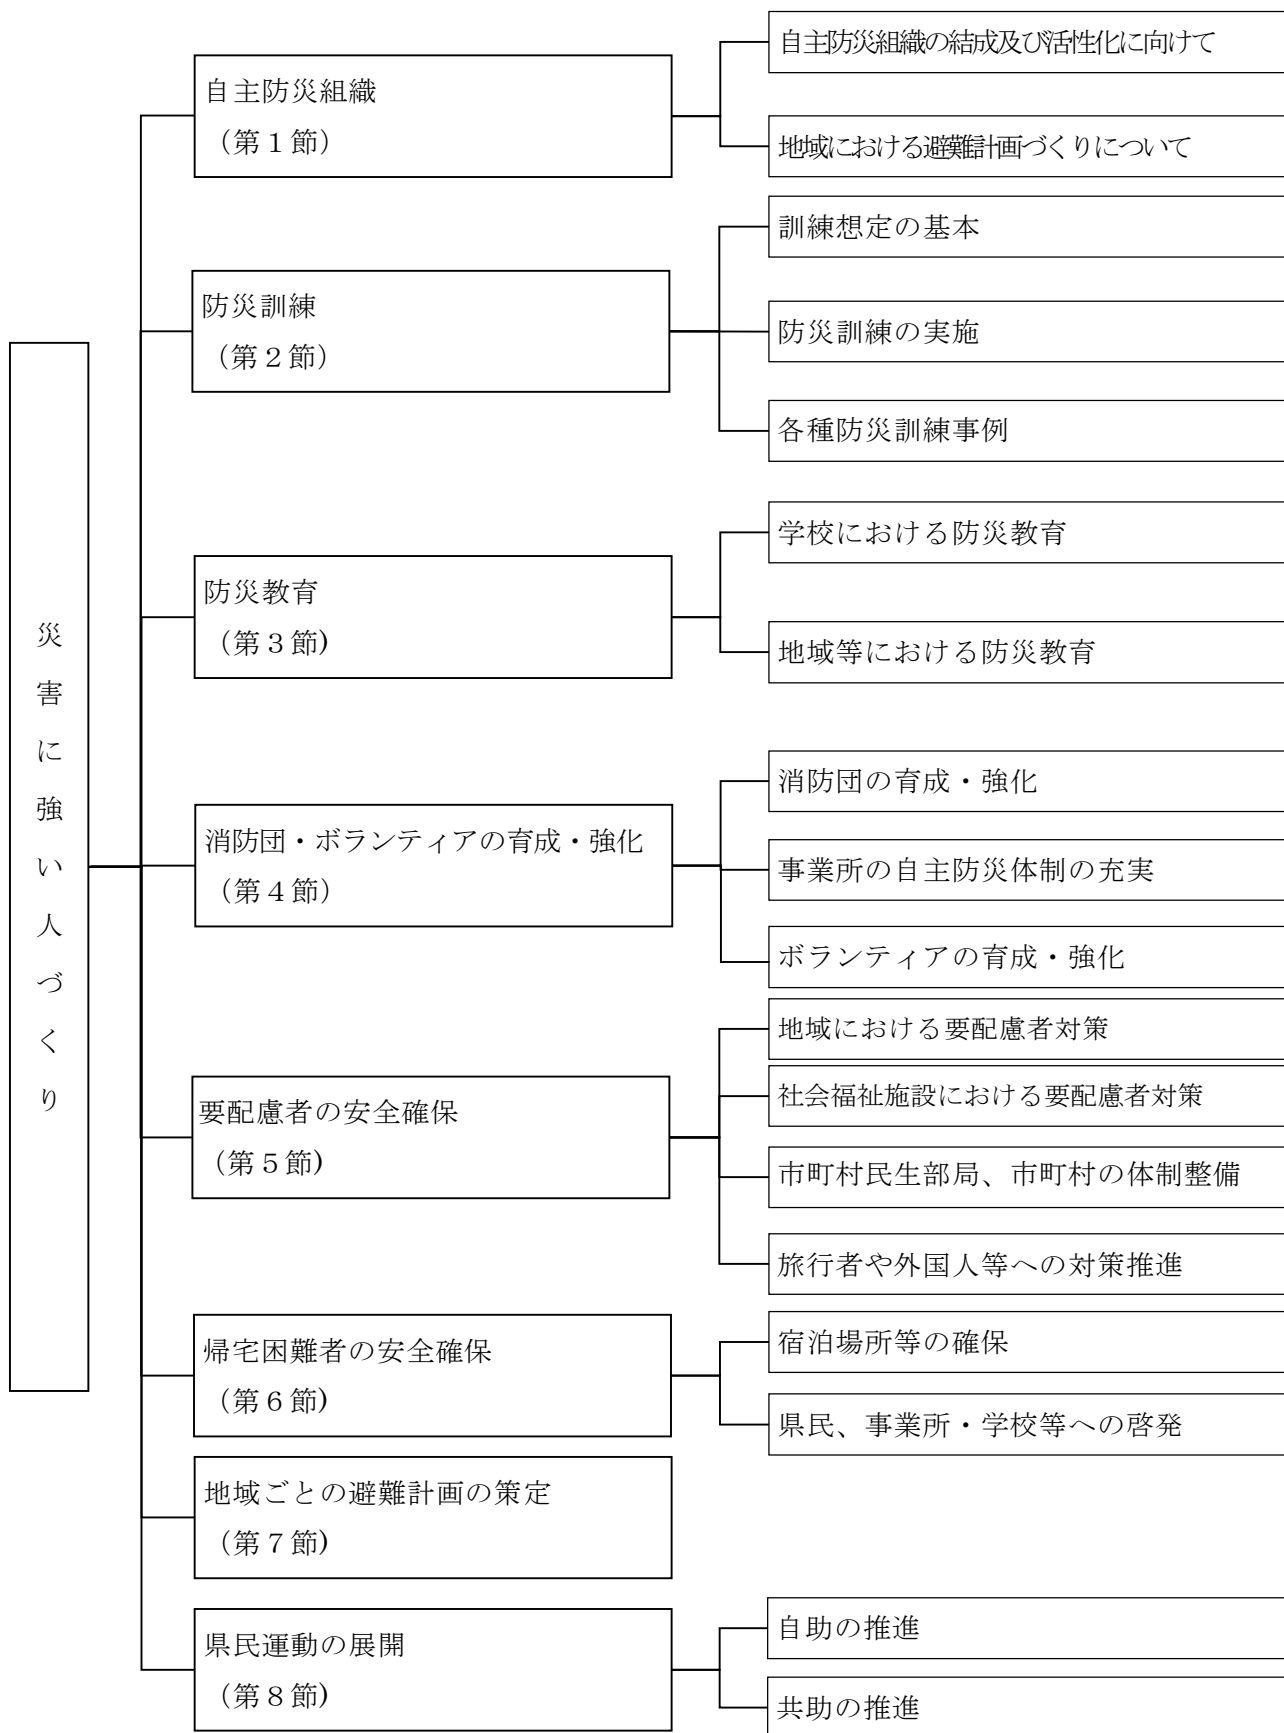 災害に強い人づくり
自主防災組織
（第１節）
自主防災組織の結成及び活性化に向けて
地域における避難計画づくりについて
防災訓練
（第２節）
訓練想定の基本
防災訓練の実施
各種防災訓練事例
防災教育
（第３節)
学校における防災教育
地域等における防災教育
消防団・ボランティアの育成・強化
（第４節）
消防団の育成・強化
事業所の自主防災体制の充実
ボランティアの育成・強化
要配慮者の安全確保
（第５節)
地域における要配慮者対策
社会福祉施設における要配慮者対策
市町村民生部局、市町村の体制整備
旅行者や外国人等への対策推進
帰宅困難者の安全確保
（第６節)
宿泊場所等の確保
県民、事業所・学校等への啓発
地域ごとの避難計画の策定
（第７節)
県民運動の展開
（第８節)
自助の推進
共助の推進